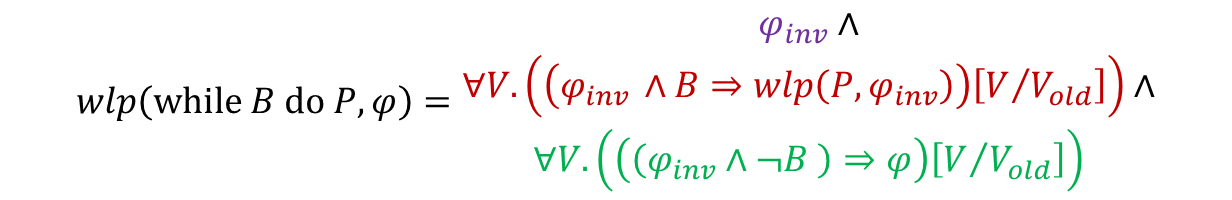 φ_inv ∧
wlp(while B do P, φ) = ∀V. ((φ_inv ∧ B ⇒ wlp(P, φ_inv))[V/V_old]) ∧
∀V. (((φ_inv ∧ ¬B ) ⇒ φ)[V/V_old])